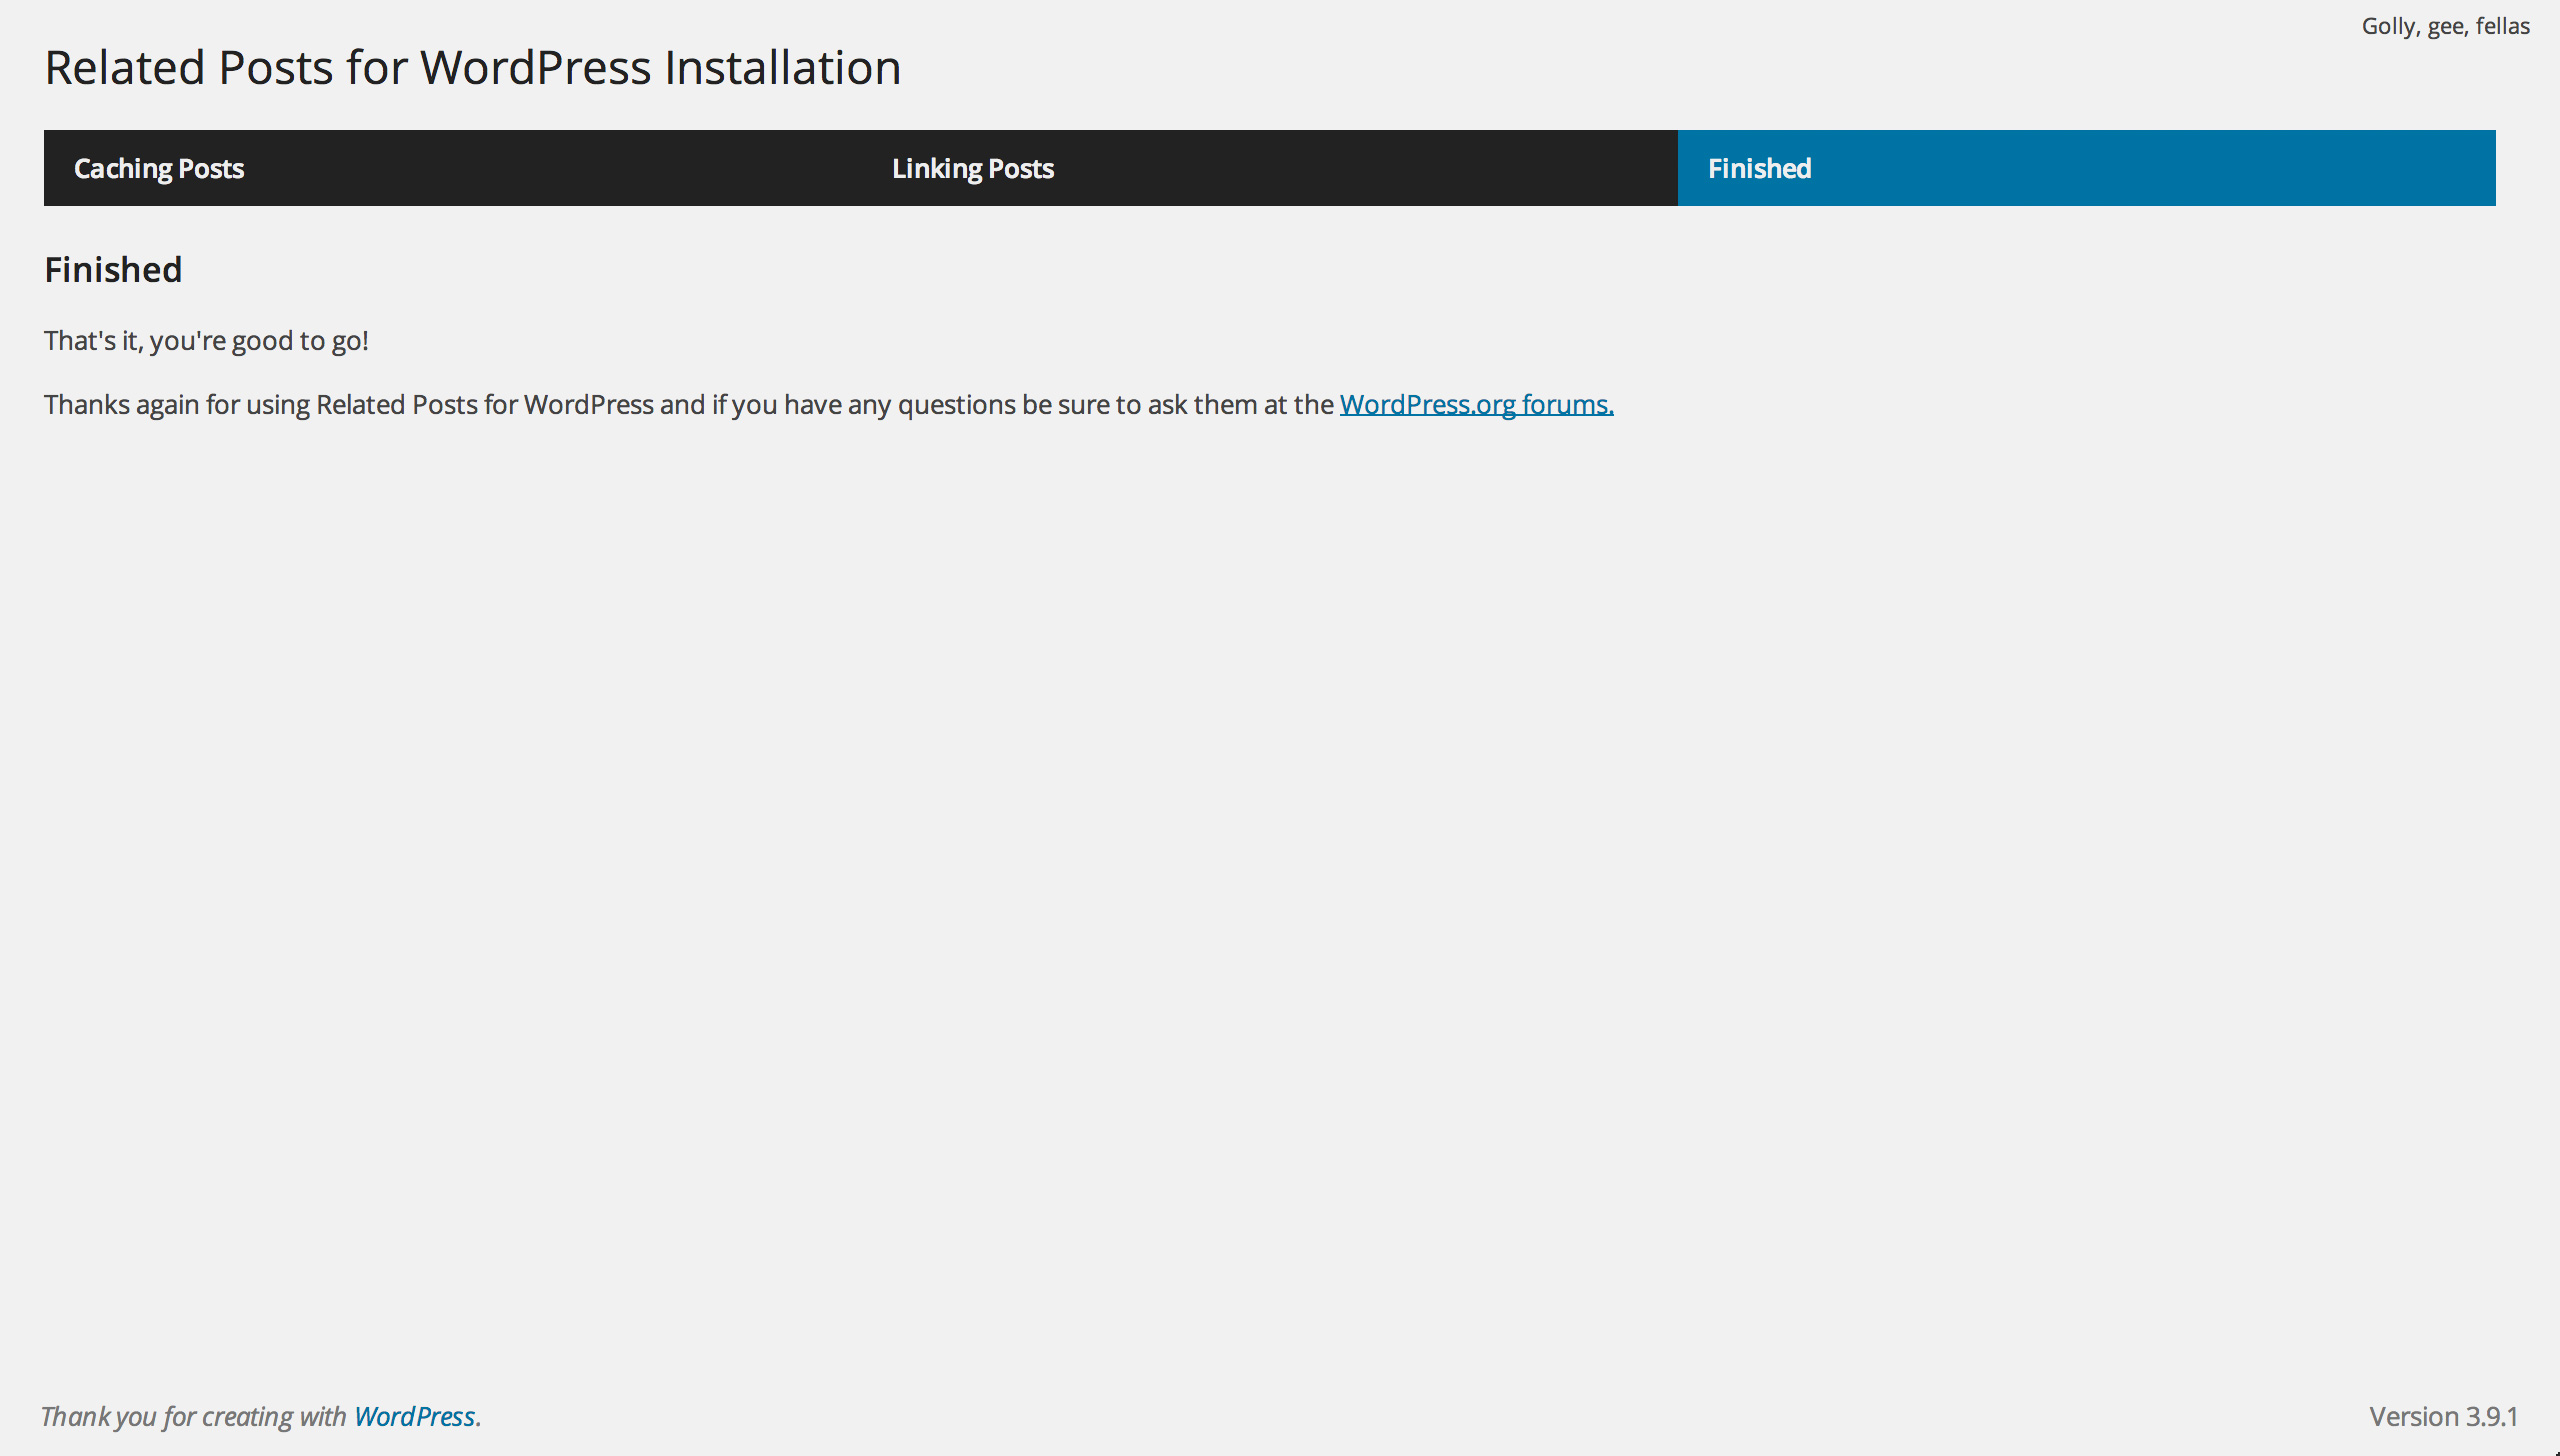 Golly, gee, fellas
Related Posts for WordPress Installation
Caching Posts
Linking Posts
Finished
Finished
That's it, you're good to go!
Thanks again for using Related Posts for WordPress and if you have any questions be sure to ask them at the WordPress.org forums.
Thank you for creating with WordPress.
Version 3.9.1